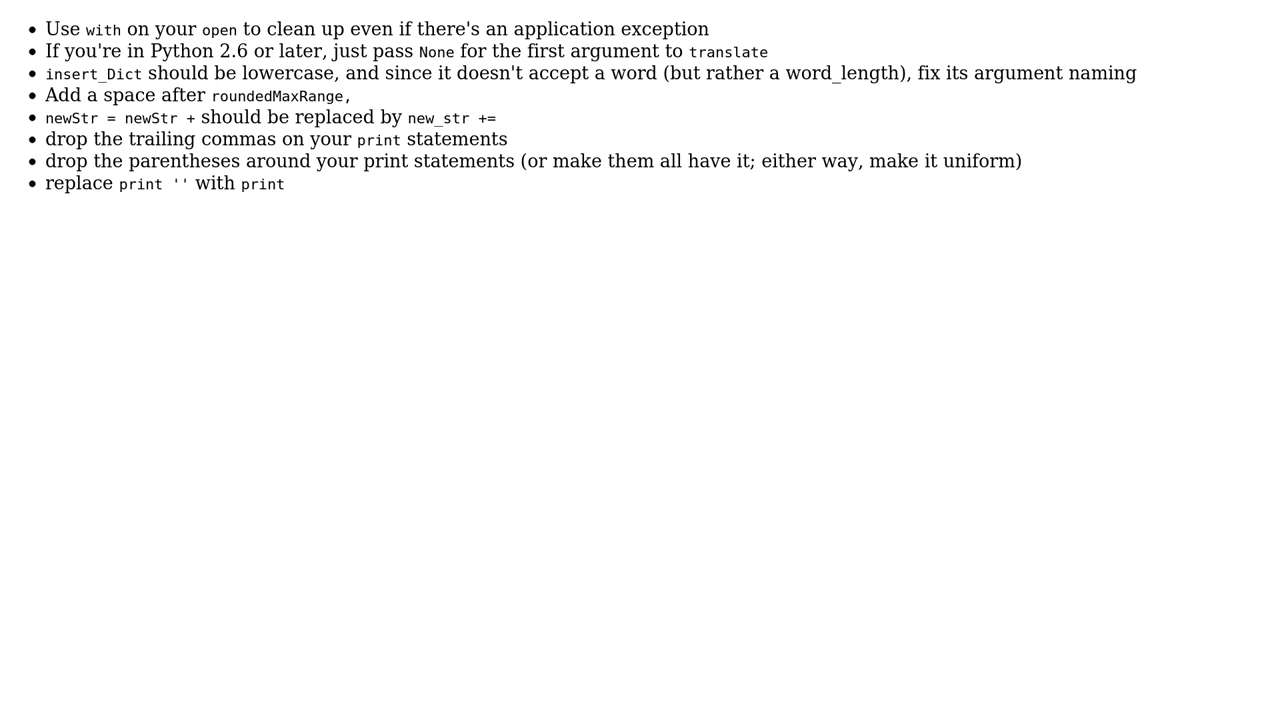 • Use with on your open to clean up even if there's an application exception
• If you're in Python 2.6 or later, just pass None for the first argument to translate
• insert_Dict should be lowercase, and since it doesn't accept a word (but rather a word_length), fix its argument naming
• Add a space after roundedMaxRange,
• newStr = newStr + should be replaced by new_str +=
• drop the trailing commas on your print statements
• drop the parentheses around your print statements (or make them all have it; either way, make it uniform)
• replace print '' with print